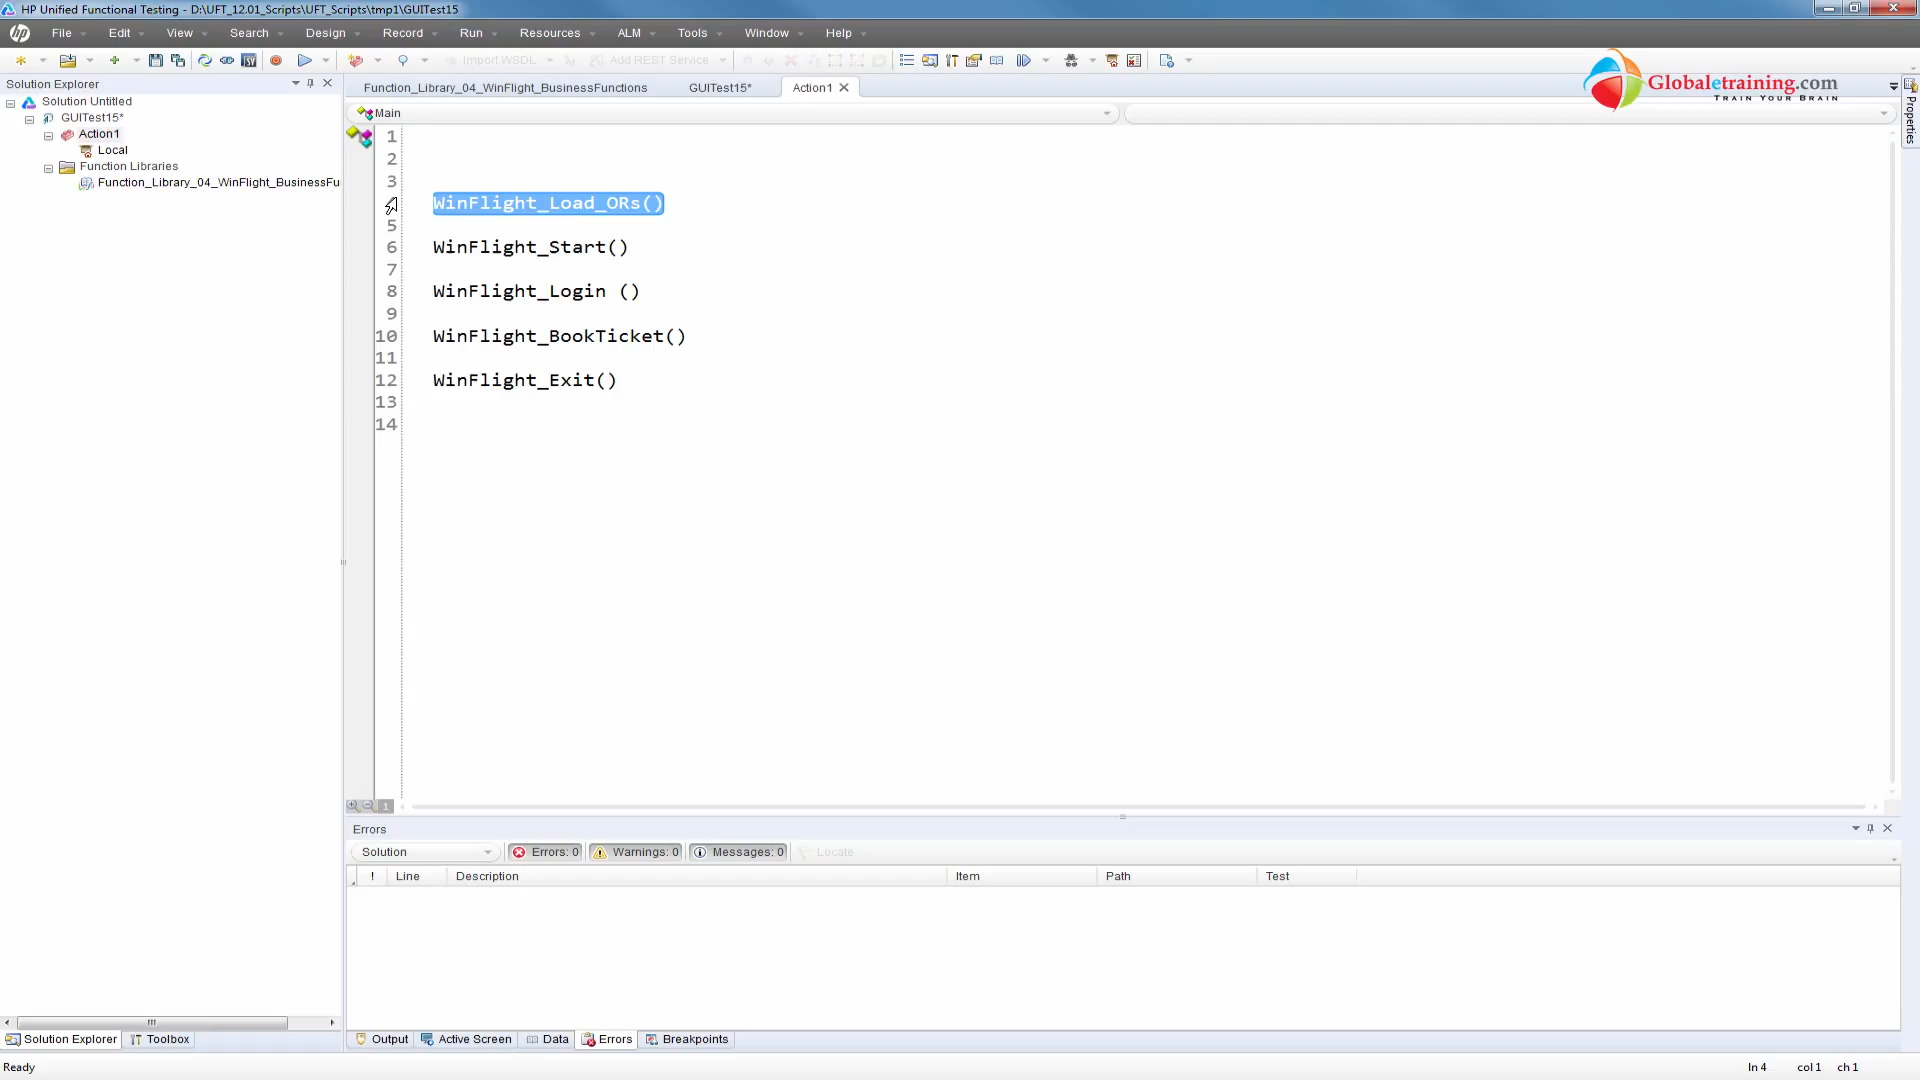 HP Unified Functional Testing - D:\UFT_12.01_Scripts\UFT_Scripts\tmp1\GUITest15
hp File Edit View Search Design Record Run Resources ALM Tools Window Help
Import WSDL Add REST Service
Globaletraining.com
TRAIN YOUR BRAIN
Solution Explorer
Function_Library_04_WinFlight_BusinessFunctions GUITest15* Action1
Properties
Main
Solution Untitled
GUITest15*
Action1
Local
Function Libraries
Function_Library_04_WinFlight_BusinessFu
1
2
3
WinFlight_Load_ORs()
5
6 WinFlight_Start()
7
8 WinFlight_Login ()
9
10 WinFlight_BookTicket()
11
12 WinFlight_Exit()
13
14
1
Errors
Solution Errors: 0 Warnings: 0 Messages: 0 Locate
! Line Description Item Path Test
Solution Explorer Toolbox
Output Active Screen Data Errors Breakpoints
Ready ln 4 col 1 ch 1